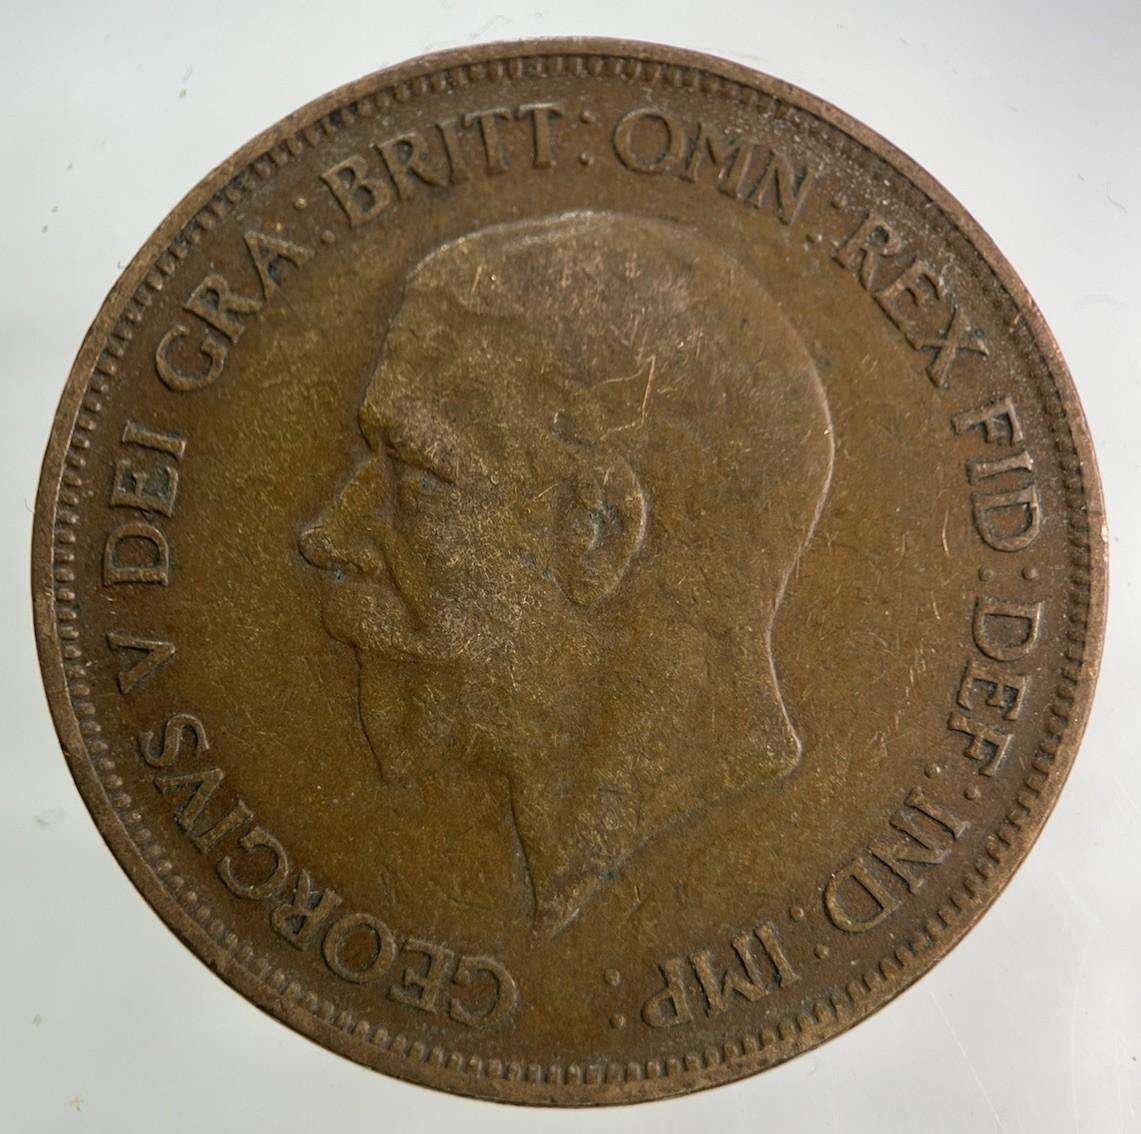 GEORGIVS V DEI GRA: BRITT: OMN: REX FID: DEF: IND: IMP: